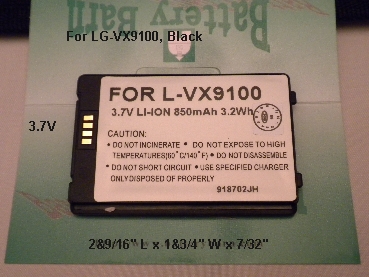 Battery Barn
For LG-VX9100, Black
FOR L-VX9100
3.7V LI-ION 850mAh 3.2Wh
3.7V
CAUTION:
• DO NOT INCINERATE • DO NOT EXPOSE TO HIGH
TEMPERATURES(60°C/140°F) • DO NOT DISASSEMBLE
• DO NOT SHORT CIRCUIT • USE SPECIFIED CHARGER
ONLYDISPOSED OF PROPERLY
918702JH
2&9/16" L x 1&3/4" W x 7/32"